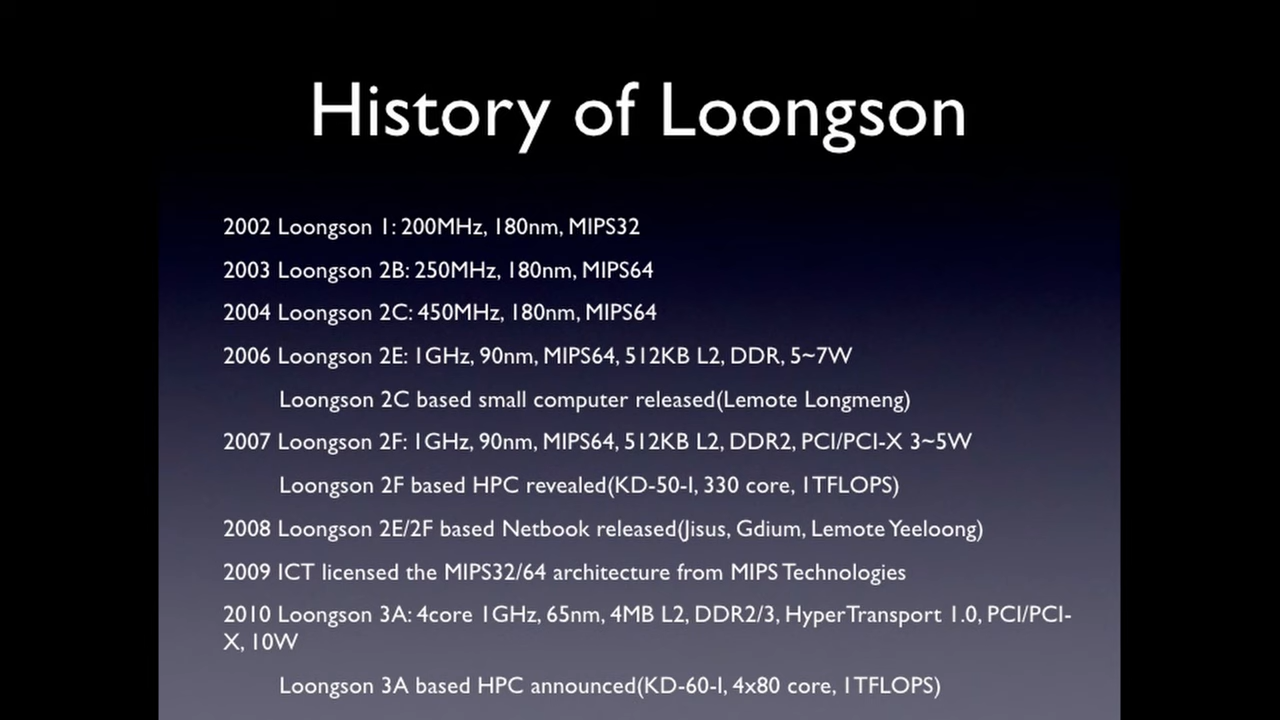 History of Loongson
2002 Loongson 1: 200MHz, 180nm, MIPS32
2003 Loongson 2B: 250MHz, 180nm, MIPS64
2004 Loongson 2C: 450MHz, 180nm, MIPS64
2006 Loongson 2E: 1GHz, 90nm, MIPS64, 512KB L2, DDR, 5~7W
Loongson 2C based small computer released(Lemote Longmeng)
2007 Loongson 2F: 1GHz, 90nm, MIPS64, 512KB L2, DDR2, PCI/PCI-X 3~5W
Loongson 2F based HPC revealed(KD-50-I, 330 core, 1TFLOPS)
2008 Loongson 2E/2F based Netbook released(Jisus, Gdium, Lemote Yeeloong)
2009 ICT licensed the MIPS32/64 architecture from MIPS Technologies
2010 Loongson 3A: 4core 1GHz, 65nm, 4MB L2, DDR2/3, HyperTransport 1.0, PCI/PCI-
X, 10W
Loongson 3A based HPC announced(KD-60-I, 4x80 core, 1TFLOPS)